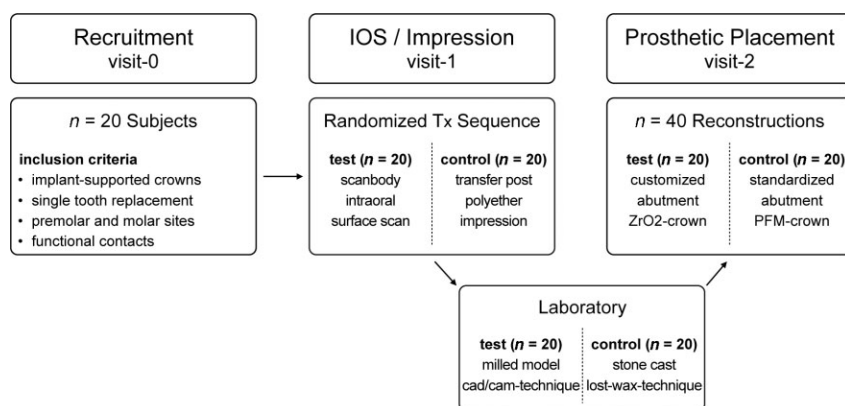 Recruitment
visit-0
IOS / Impression
visit-1
Prosthetic Placement
visit-2
n = 20 Subjects
inclusion criteria
• implant-supported crowns
• single tooth replacement
• premolar and molar sites
• functional contacts
Randomized Tx Sequence
test (n = 20)
scanbody
intraoral
surface scan
control (n = 20)
transfer post
polyether
impression
n = 40 Reconstructions
test (n = 20)
customized
abutment
ZrO2-crown
control (n = 20)
standardized
abutment
PFM-crown
Laboratory
test (n = 20)
milled model
cad/cam-technique
control (n = 20)
stone cast
lost-wax-technique